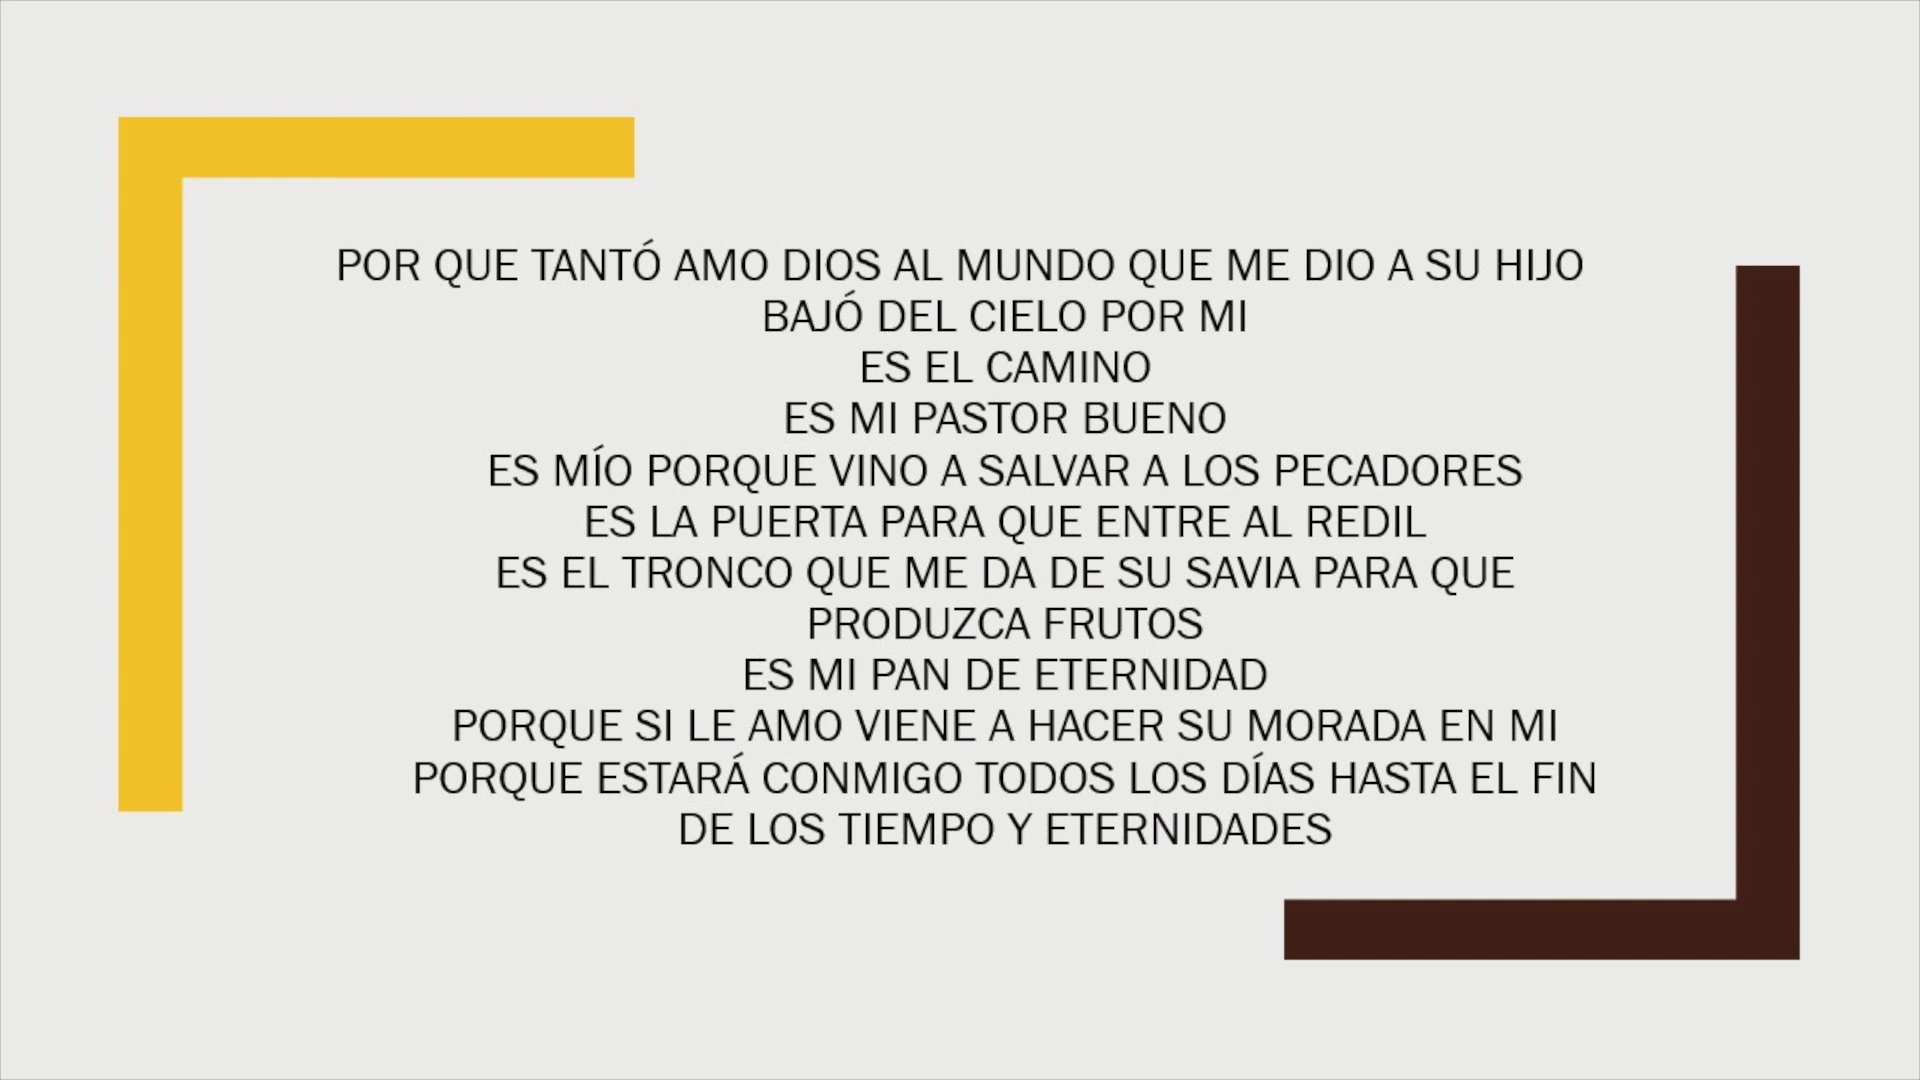 POR QUE TANTÓ AMO DIOS AL MUNDO QUE ME DIO A SU HIJO
BAJÓ DEL CIELO POR MI
ES EL CAMINO
ES MI PASTOR BUENO
ES MÍO PORQUE VINO A SALVAR A LOS PECADORES
ES LA PUERTA PARA QUE ENTRE AL REDIL
ES EL TRONCO QUE ME DA DE SU SAVIA PARA QUE
PRODUZCA FRUTOS
ES MI PAN DE ETERNIDAD
PORQUE SI LE AMO VIENE A HACER SU MORADA EN MI
PORQUE ESTARÁ CONMIGO TODOS LOS DÍAS HASTA EL FIN
DE LOS TIEMPO Y ETERNIDADES